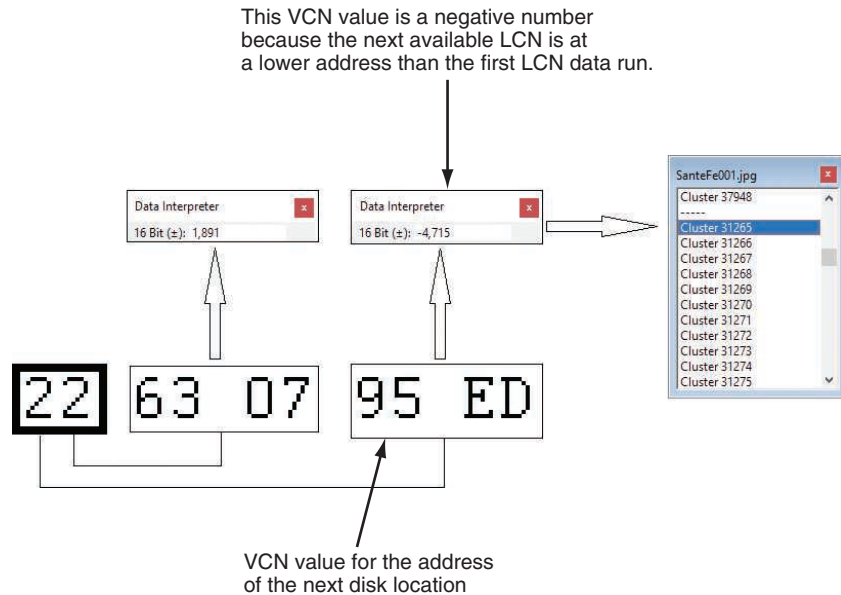 This VCN value is a negative number
because the next available LCN is at
a lower address than the first LCN data run.
Data Interpreter
x
16 Bit (±): 1,891
Data Interpreter
x
16 Bit (±): -4,715
SanteFe001.jpg
x
Cluster 37948
-----
Cluster 31265
Cluster 31266
Cluster 31267
Cluster 31268
Cluster 31269
Cluster 31270
Cluster 31271
Cluster 31272
Cluster 31273
Cluster 31274
Cluster 31275
22 63 07 95 ED
VCN value for the address
of the next disk location